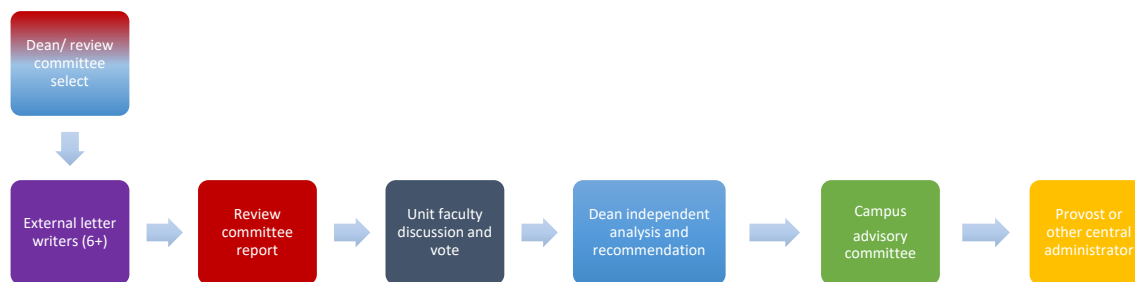 Dean/ review
committee
select
External letter
writers (6+)
Review
committee
report
Unit faculty
discussion and
vote
Dean independent
analysis and
recommendation
Campus
advisory
committee
Provost or
other central
administrator